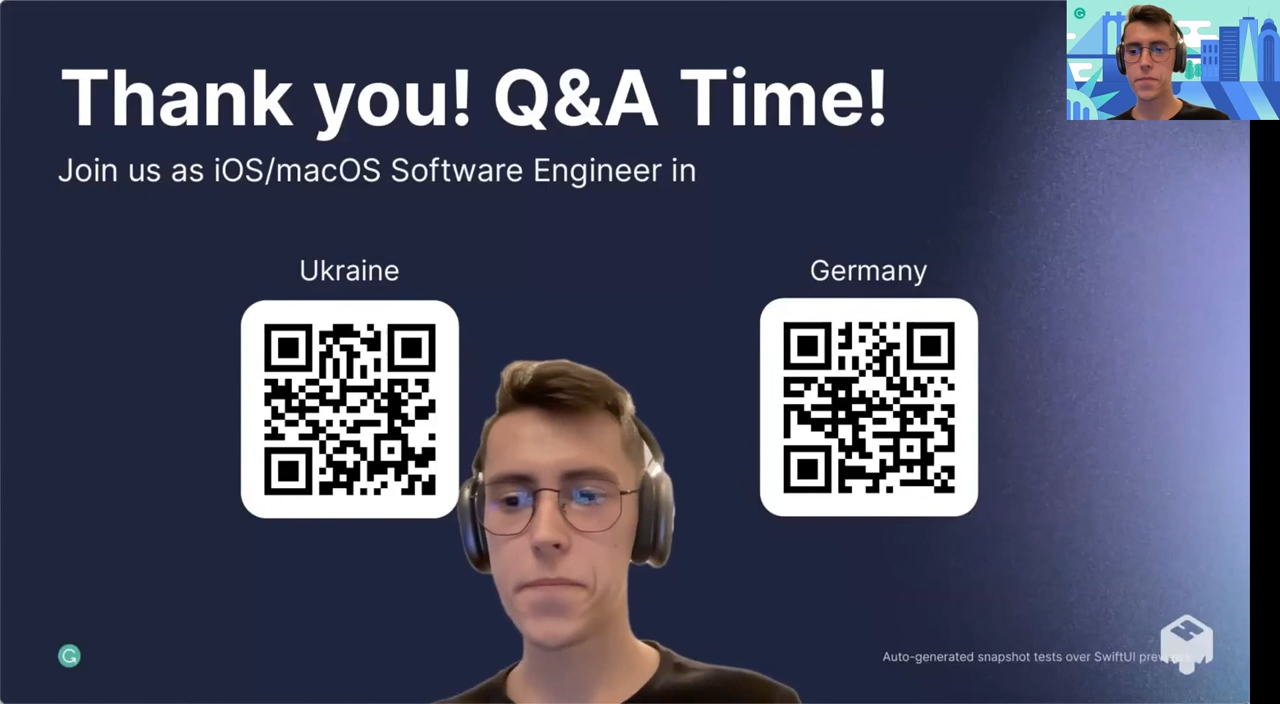 Thank you! Q&A Time!
Join us as iOS/macOS Software Engineer in
Ukraine
Germany
Auto-generated snapshot tests over SwiftUI